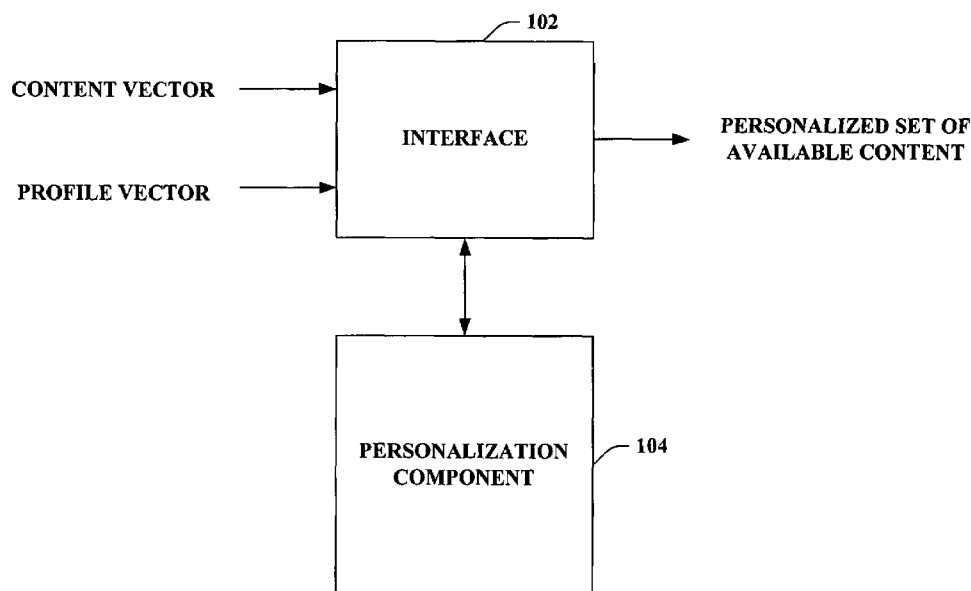 102
CONTENT VECTOR
INTERFACE
PERSONALIZED SET OF
AVAILABLE CONTENT
PROFILE VECTOR
PERSONALIZATION
COMPONENT
104